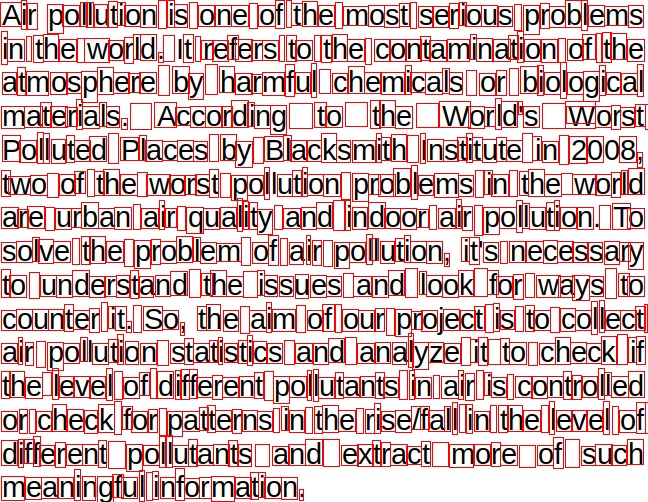 Air pollution is one of the most serious problems
in the world. It refers to the contamination of the
atmosphere by harmful chemicals or biological
materials. According to the World's Worst
Polluted Places by Blacksmith Institute in 2008,
two of the worst pollution problems in the world
are urban air quality and indoor air pollution. To
solve the problem of air pollution, it's necessary
to understand the issues and look for ways to
counter it. So, the aim of our project is to collect
air pollution statistics and analyze it to check if
the level of different pollutants in air is controlled
or check for patterns in the rise/fall in the level of
different pollutants and extract more of such
meaningful information.